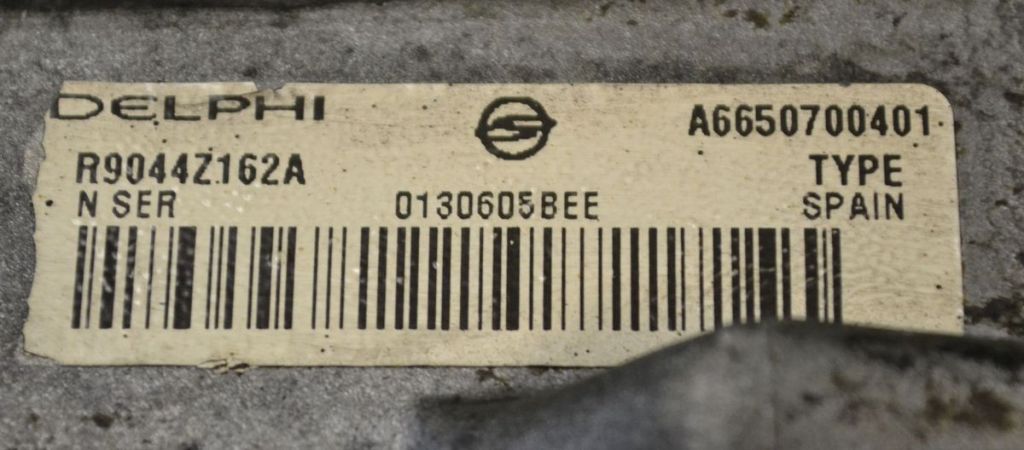 DELPHI A6650700401
R9044Z162A TYPE
N SER 0130605BEE SPAIN